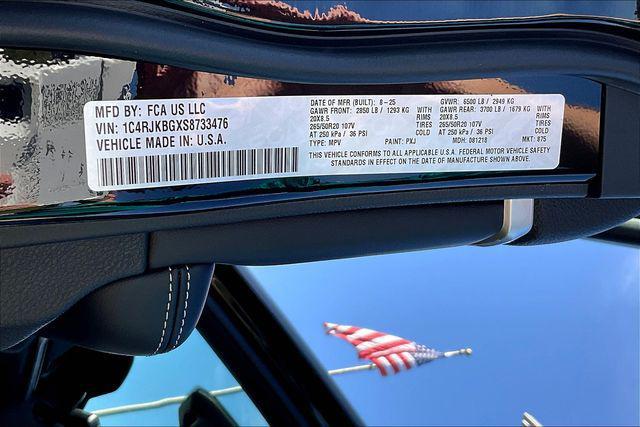 MFD BY: FCA US LLC
VIN: 1C4RJKBGXS8733476
VEHICLE MADE IN: U.S.A.
DATE OF MFR (BUILT): 8-25 GVWR: 6500 LB / 2949 KG
GAWR FRONT: 2850 LB / 1293 KG WITH GAWR REAR: 3700 LB / 1679 KG WITH
20X8.5 RIMS 20X8.5 RIMS
265/50R20 107V TIRES 265/50R20 107V TIRES
AT 250 kPa / 36 PSI COLD AT 250 kPa / 36 PSI COLD
TYPE: MPV PAINT: PXJ MDH: 081218 MKT: 875
THIS VEHICLE CONFORMS TO ALL APPLICABLE U.S.A. FEDERAL MOTOR VEHICLE SAFETY
STANDARDS IN EFFECT ON THE DATE OF MANUFACTURE SHOWN ABOVE.